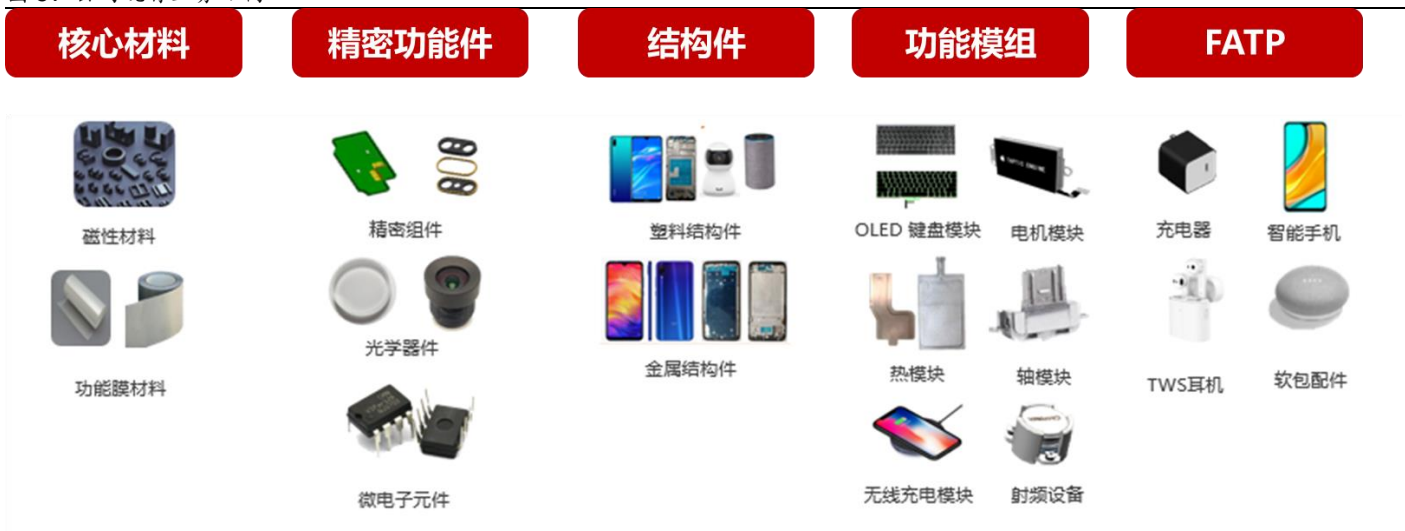 核心材料
精密功能件
结构件
功能模组
FATP
磁性材料
功能膜材料
精密组件
光学器件
微电子元件
塑料结构件
金属结构件
OLED 键盘模块
电机模块
热模块
轴模块
无线充电模块
射频设备
充电器
智能手机
TWS耳机
软包配件
TAPTIC ENGINE